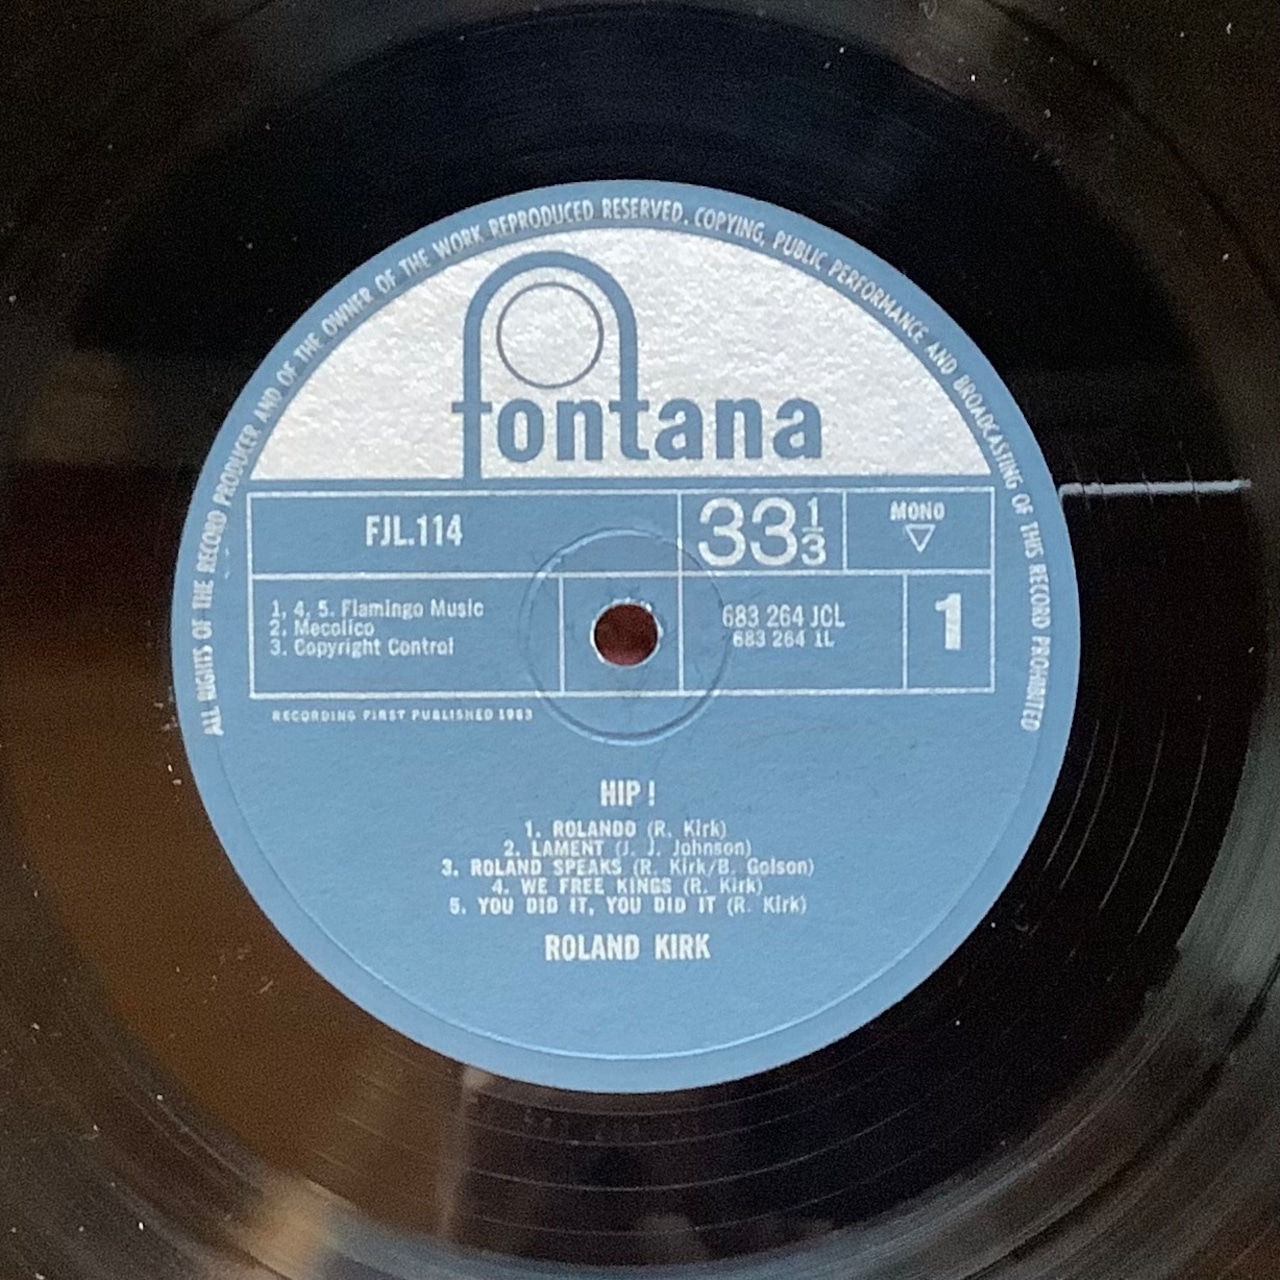 ALL RIGHTS OF THE RECORD PRODUCER AND OF THE OWNER OF THE WORK REPRODUCED RESERVED. COPYING, PUBLIC PERFORMANCE AND BROADCASTING OF THIS RECORD PROHIBITED
fontana
FJL.114
33 1/3
MONO
1, 4, 5. Flamingo Music
2. Mecolico
3. Copyright Control
683 264 JCL
683 264 1L
1
RECORDING FIRST PUBLISHED 1963
HIP!
1. ROLANDO (R. Kirk)
2. LAMENT (J. J. Johnson)
3. ROLAND SPEAKS (R. Kirk/B. Golson)
4. WE FREE KINGS (R. Kirk)
5. YOU DID IT, YOU DID IT (R. Kirk)
ROLAND KIRK